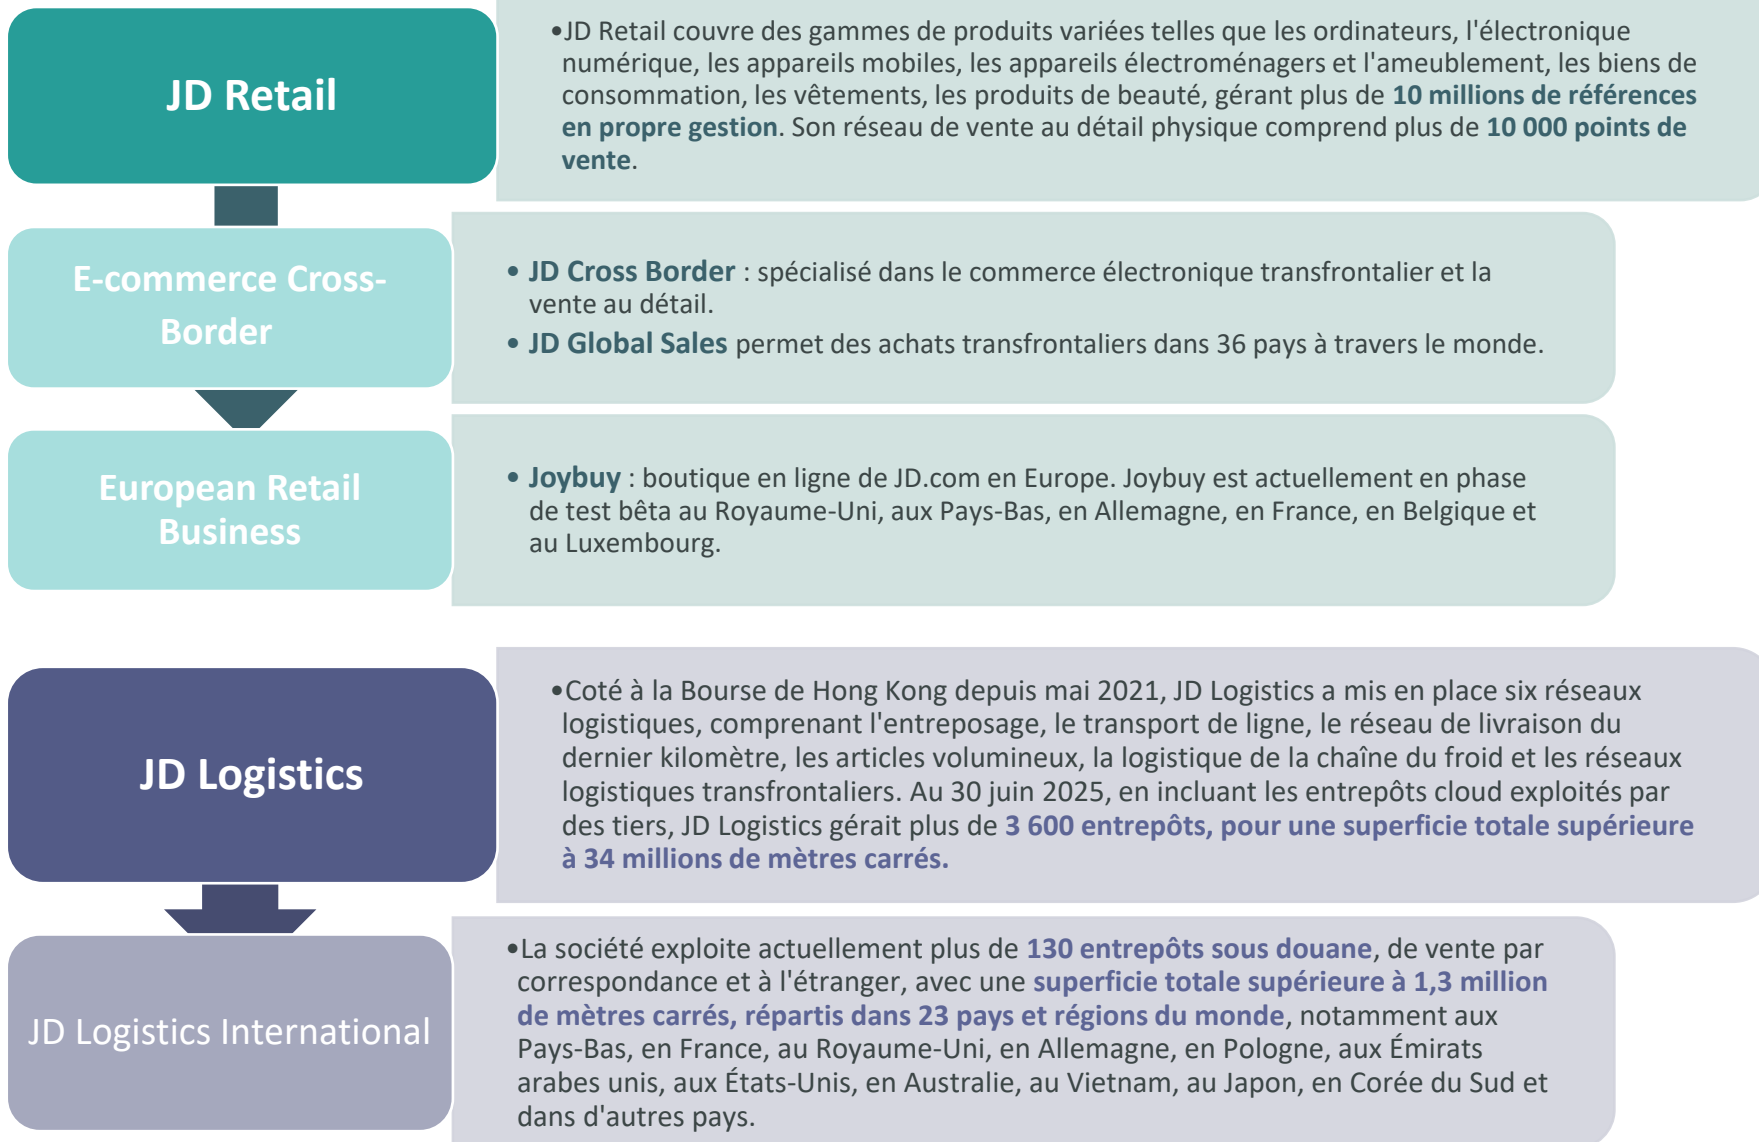 JD Retail
•JD Retail couvre des gammes de produits variées telles que les ordinateurs, l'électronique
numérique, les appareils mobiles, les appareils électroménagers et l'ameublement, les biens de
consommation, les vêtements, les produits de beauté, gérant plus de 10 millions de références
en propre gestion. Son réseau de vente au détail physique comprend plus de 10 000 points de
vente.
E-commerce Cross-
Border
• JD Cross Border : spécialisé dans le commerce électronique transfrontalier et la
vente au détail.
• JD Global Sales permet des achats transfrontaliers dans 36 pays à travers le monde.
European Retail
Business
• Joybuy : boutique en ligne de JD.com en Europe. Joybuy est actuellement en phase
de test bêta au Royaume-Uni, aux Pays-Bas, en Allemagne, en France, en Belgique et
au Luxembourg.
JD Logistics
•Coté à la Bourse de Hong Kong depuis mai 2021, JD Logistics a mis en place six réseaux
logistiques, comprenant l'entreposage, le transport de ligne, le réseau de livraison du
dernier kilomètre, les articles volumineux, la logistique de la chaîne du froid et les réseaux
logistiques transfrontaliers. Au 30 juin 2025, en incluant les entrepôts cloud exploités par
des tiers, JD Logistics gérait plus de 3 600 entrepôts, pour une superficie totale supérieure
à 34 millions de mètres carrés.
JD Logistics International
•La société exploite actuellement plus de 130 entrepôts sous douane, de vente par
correspondance et à l'étranger, avec une superficie totale supérieure à 1,3 million
de mètres carrés, répartis dans 23 pays et régions du monde, notamment aux
Pays-Bas, en France, au Royaume-Uni, en Allemagne, en Pologne, aux Émirats
arabes unis, aux États-Unis, en Australie, au Vietnam, au Japon, en Corée du Sud et
dans d'autres pays.